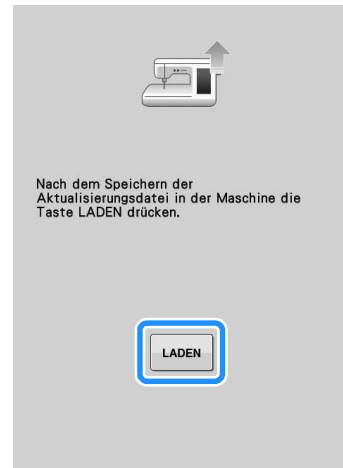 Nach dem Speichern der
Aktualisierungsdatei in der Maschine die
Taste LADEN drücken.
LADEN